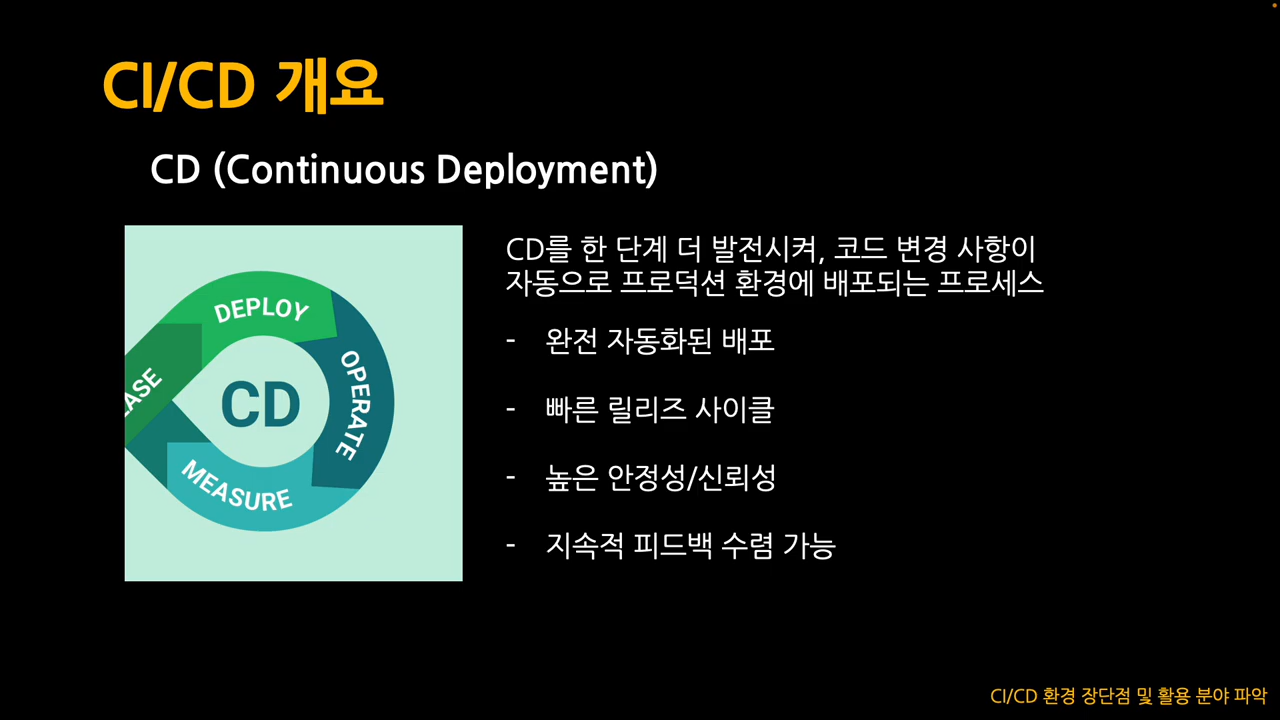 CI/CD 개요
CD (Continuous Deployment)
CD를 한 단계 더 발전시켜, 코드 변경 사항이
자동으로 프로덕션 환경에 배포되는 프로세스
- 완전 자동화된 배포
- 빠른 릴리즈 사이클
- 높은 안정성/신뢰성
- 지속적 피드백 수렴 가능
DEPLOY
OPERATE
EASE
CD
MEASURE
CI/CD 환경 장단점 및 활용 분야 파악